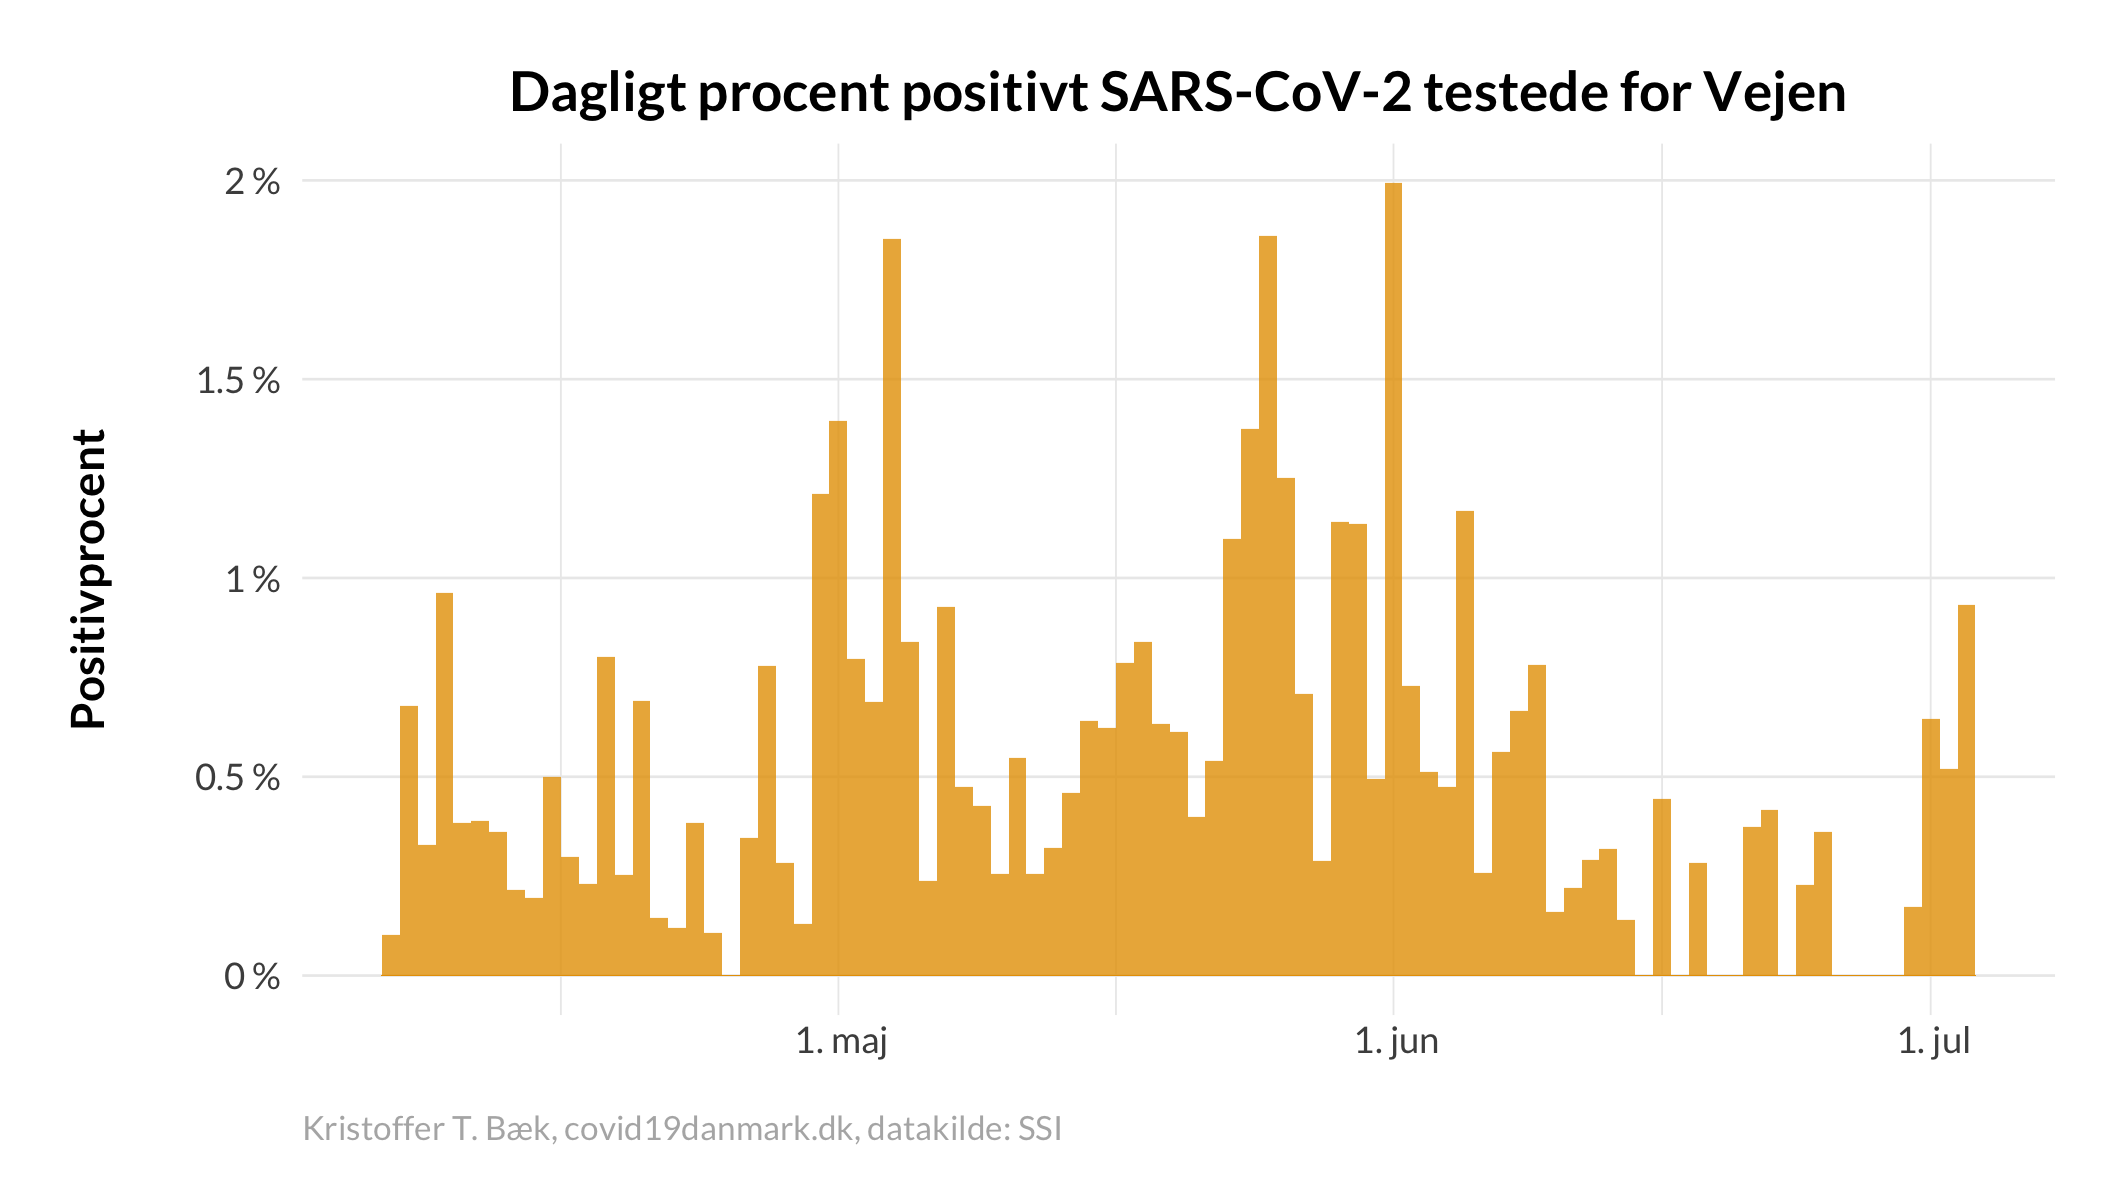 Dagligt procent positivt SARS-CoV-2 testede for Vejen
2 %
1.5 %
1 %
0.5 %
0 %
Positivprocent
1. maj
1. jun
1. jul
Kristoffer T. Bæk, covid19danmark.dk, datakilde: SSI